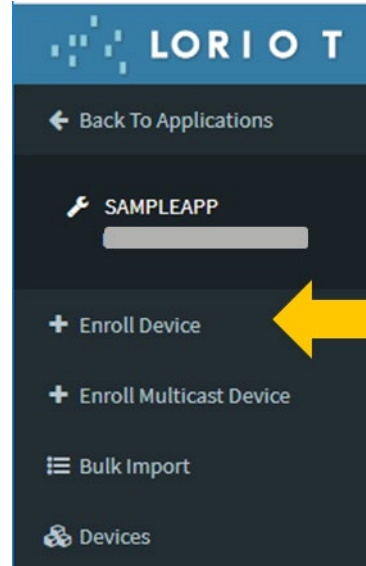 LORIOT
Back To Applications
SAMPLEAPP
Enroll Device
Enroll Multicast Device
Bulk Import
Devices